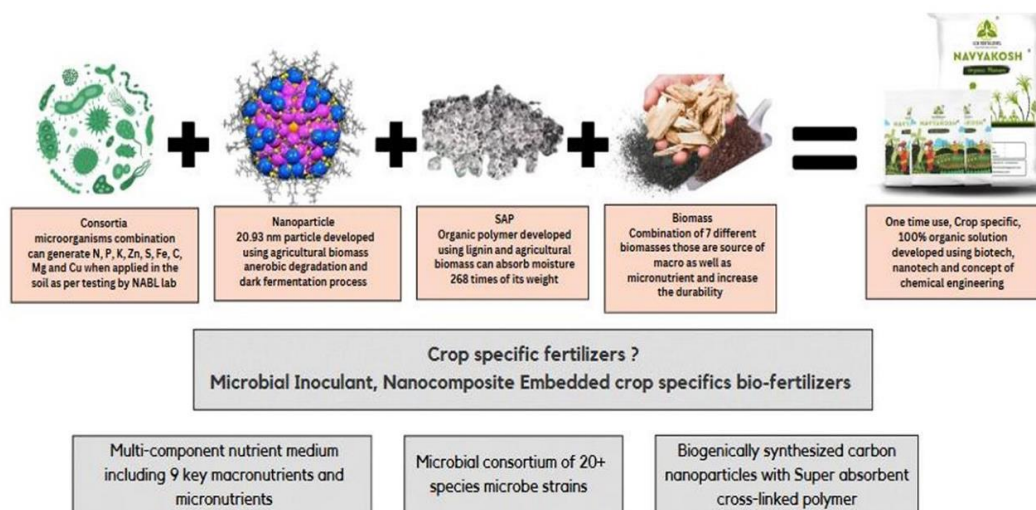 NAVYAKOSH
Organic Manure
Consortia
microorganisms combination
can generate N, P, K, Zn, S, Fe, C,
Mg and Cu when applied in the
soil as per testing by NABL lab
Nanoparticle
20.93 nm particle developed
using agricultural biomass
anerobic degradation and
dark fermentation process
SAP
Organic polymer developed
using lignin and agricultural
biomass can absorb moisture
268 times of its weight
Biomass
Combination of 7 different
biomasses those are source of
macro as well as
micronutrient and increase
the durability
One time use, Crop specific,
100% organic solution
developed using biotech,
nanotech and concept of
chemical engineering
Crop specific fertilizers ?
Microbial Inoculant, Nanocomposite Embedded crop specifics bio-fertilizers
Multi-component nutrient medium
including 9 key macronutrients and
micronutrients
Microbial consortium of 20+
species microbe strains
Biogenically synthesized carbon
nanoparticles with Super absorbent
cross-linked polymer